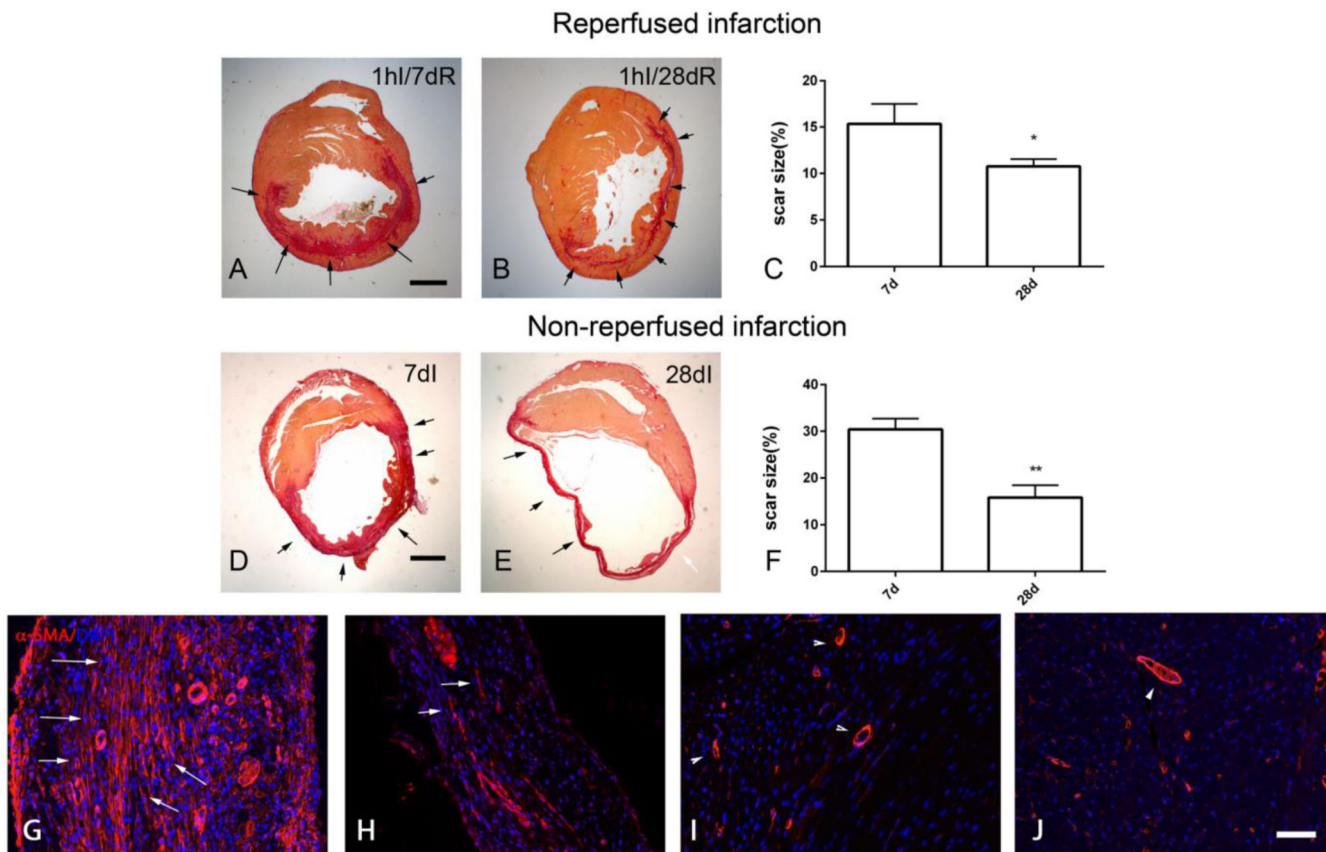 Reperfused infarction
1hI/7dR
A
1hI/28dR
B
20
15
10
5
0
scar size(%)
*
7d
28d
C
Non-reperfused infarction
7dI
D
28dI
E
40
30
20
10
0
scar size(%)
**
7d
28d
F
α-SMA/
G
H
I
J